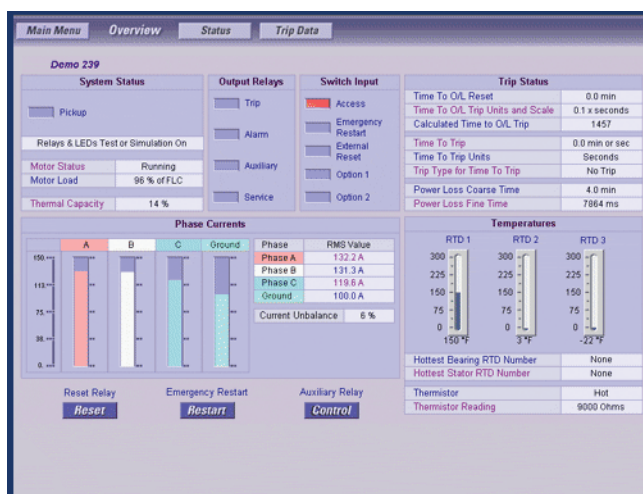 Main Menu Overview Status Trip Data
Demo 239
System Status
Pickup
Relays & LEDs Test or Simulation On
Motor Status Running
Motor Load 96 % of FLC
Thermal Capacity 14 %
Output Relays
Trip
Alarm
Auxiliary
Service
Switch Input
Access
Emergency
Restart
External
Reset
Option 1
Option 2
Trip Status
Time To O/L Reset 0.0 min
Time To O/L Trip Units and Scale 0.1 x seconds
Calculated Time to O/L Trip 1457
Time To Trip 0.0 min or sec
Time To Trip Units Seconds
Trip Type for Time To Trip No Trip
Power Loss Coarse Time 4.0 min
Power Loss Fine Time 7864 ms
Phase Currents
A B C Ground
150.
113.
75.
38.
0.
Phase RMS Value
Phase A 132.2 A
Phase B 131.3 A
Phase C 119.6 A
Ground 100.0 A
Current Unbalance 6 %
Temperatures
RTD 1 RTD 2 RTD 3
300 300 300
225 225 225
150 150 150
75 75 75
0 0 0
150 °F 3 °F -22 °F
Hottest Bearing RTD Number None
Hottest Stator RTD Number None
Thermistor Hot
Thermistor Reading 9000 Ohms
Reset Relay Emergency Restart Auxiliary Relay
Reset Restart Control